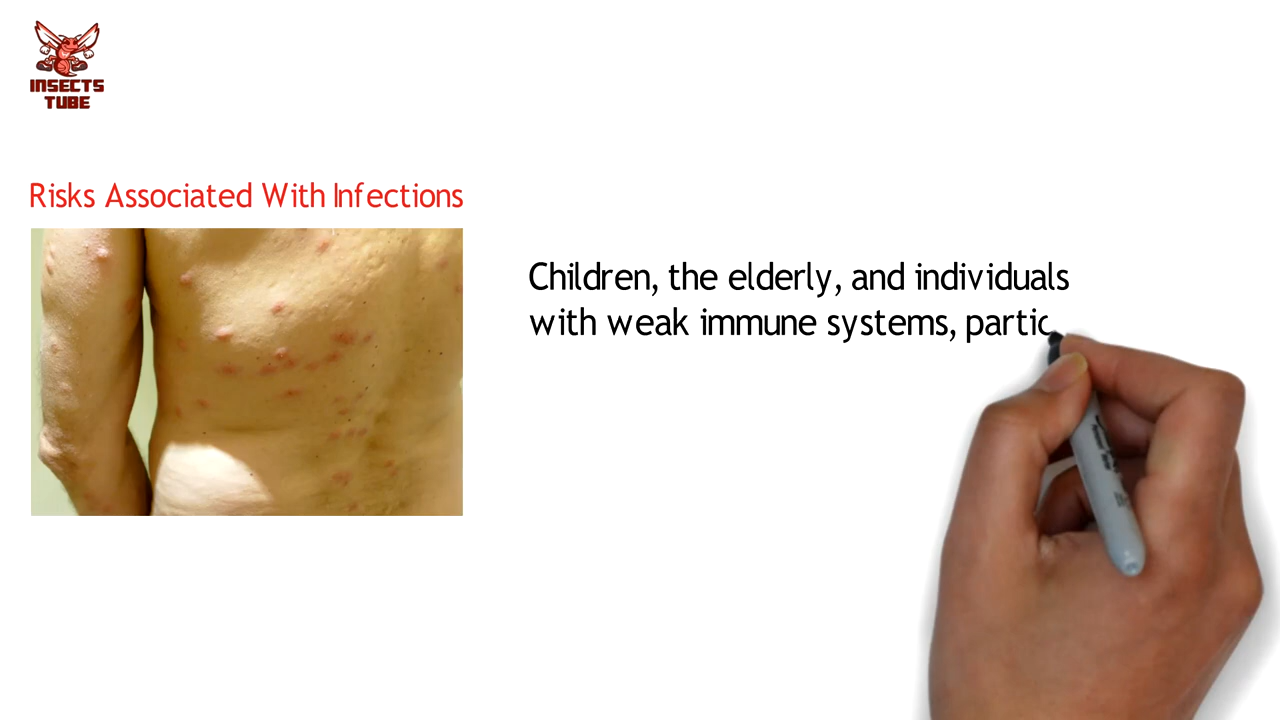 INSECTS
TUBE
Risks Associated With Infections
Children, the elderly, and individuals
with weak immune systems, partic